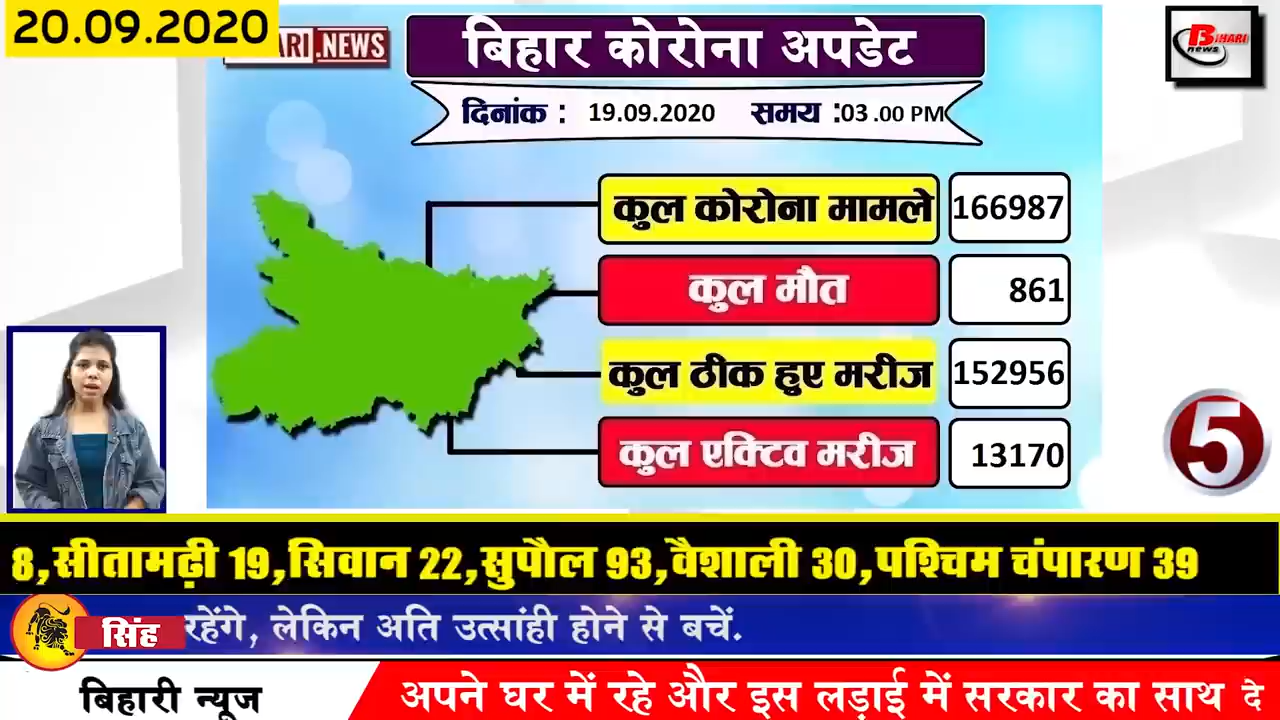 20.09.2020
ARI.NEWS
बिहार कोरोना अपडेट
BIHARI
news
दिनांक : 19.09.2020 समय :03 .00 PM
कुल कोरोना मामले 166987
कुल मौत 861
कुल ठीक हुए मरीज 152956
कुल एक्टिव मरीज 13170
5
8,सीतामढ़ी 19,सिवान 22,सुपौल 93,वैशाली 30,पश्चिम चंपारण 39
सिंह रहेंगे, लेकिन अति उत्सांही होने से बचें.
बिहारी न्यूज अपने घर में रहे और इस लड़ाई में सरकार का साथ दे